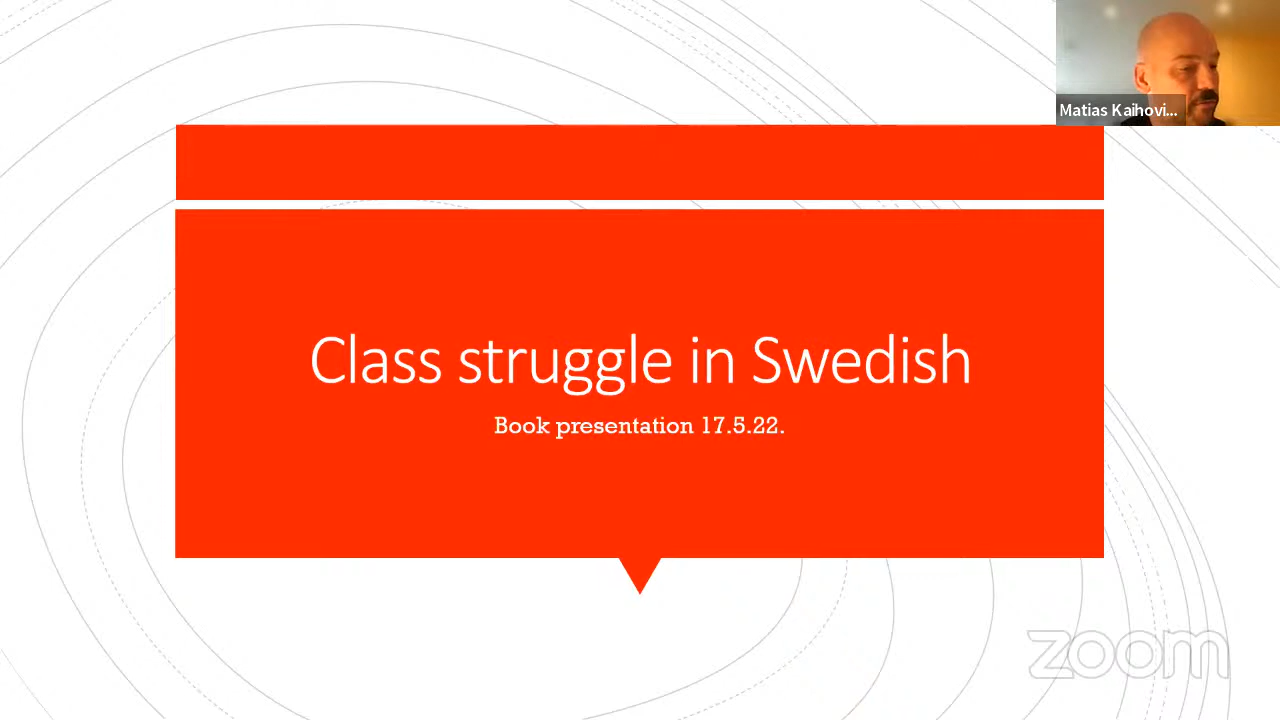 Matias Kaihovi...
Class struggle in Swedish
Book presentation 17.5.22.
zoom